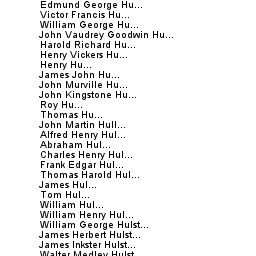 Edmund George Hu...
Victor Francis Hu...
William George Hu...
John Vaudrey Goodwin Hu...
Harold Richard Hu...
Henry Vickers Hu...
Henry Hu...
James John Hu...
John Murville Hu...
John Kingstone Hu...
Roy Hu...
Thomas Hu...
John Martin Hull...
Alfred Henry Hul...
Abraham Hul...
Charles Henry Hul...
Frank Edgar Hul...
Thomas Harold Hul...
James Hul...
Tom Hul...
William Hul...
William Henry Hul...
William George Hulst...
James Herbert Hulst...
James Inkster Hulst...
Walter Medley Hulst